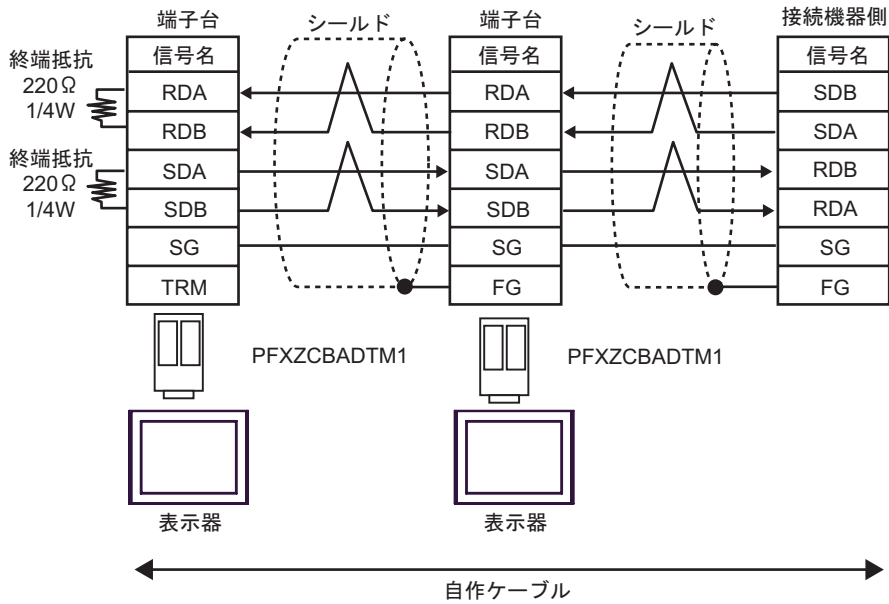 端子台
シールド
端子台
シールド
接続機器側
終端抵抗
220Ω
1/4W
終端抵抗
220Ω
1/4W
信号名
RDA
RDB
SDA
SDB
SG
TRM
信号名
RDA
RDB
SDA
SDB
SG
FG
信号名
SDB
SDA
RDB
RDA
SG
FG
PFXZCBADTM1
PFXZCBADTM1
表示器
表示器
自作ケーブル